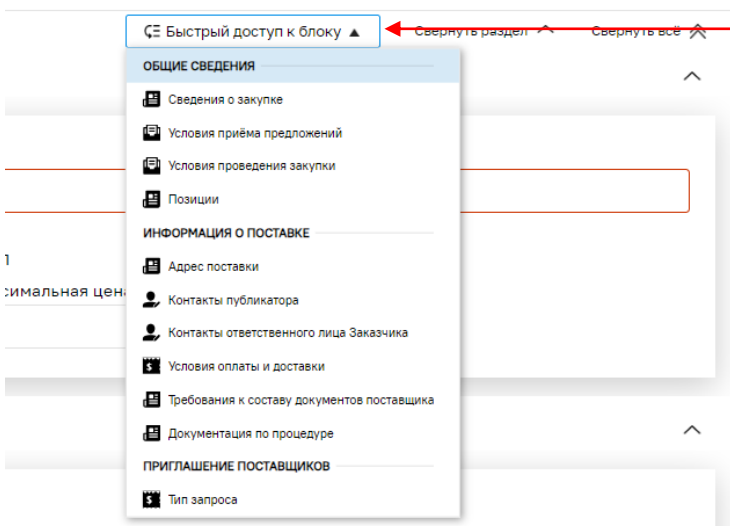 Быстрый доступ к блоку ▲ Свернуть раздел Свернуть всё
ОБЩИЕ СВЕДЕНИЯ
Сведения о закупке
Условия приёма предложений
Условия проведения закупки
Позиции
ИНФОРМАЦИЯ О ПОСТАВКЕ
Адрес поставки
симальная цен
Контакты публикатора
Контакты ответственного лица Заказчика
Условия оплаты и доставки
Требования к составу документов поставщика
Документация по процедуре
ПРИГЛАШЕНИЕ ПОСТАВЩИКОВ
Тип запроса